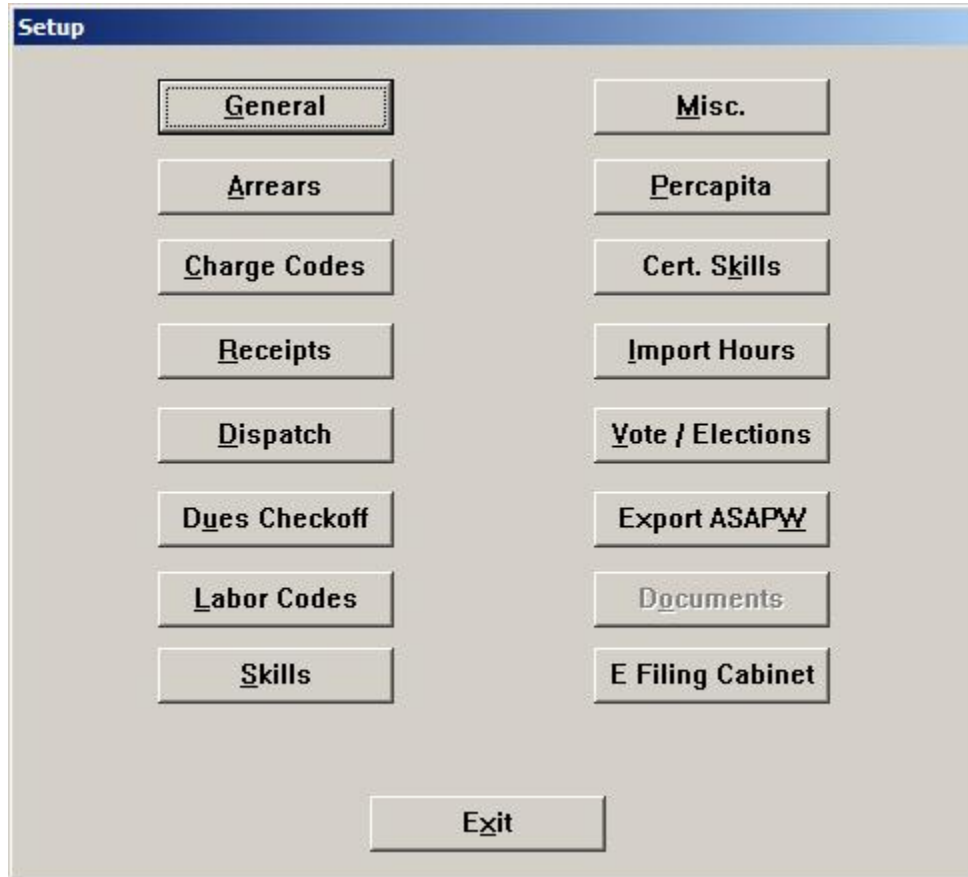 Setup
General
Misc.
Arrears
Percapita
Charge Codes
Cert. Skills
Receipts
Import Hours
Dispatch
Vote / Elections
Dues Checkoff
Export ASAPW
Labor Codes
Documents
Skills
E Filing Cabinet
Exit